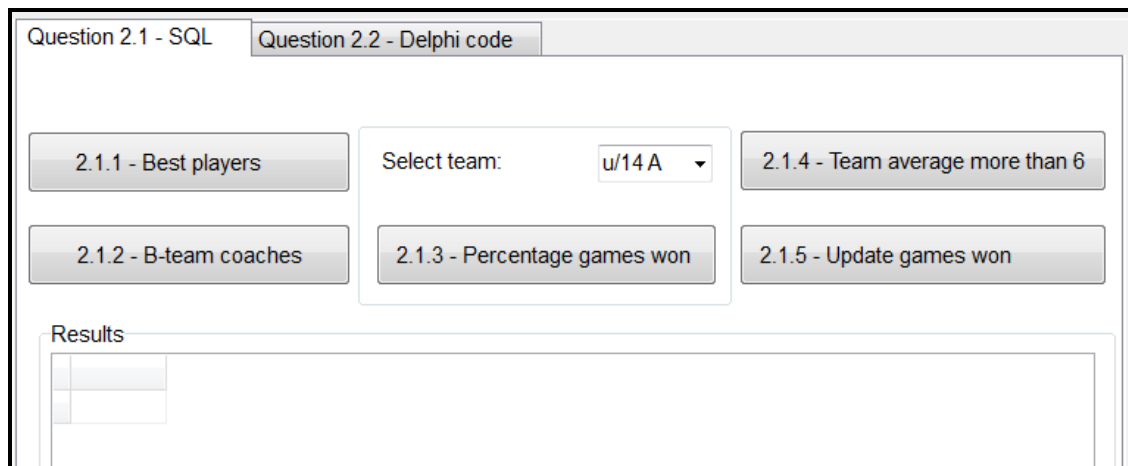 Question 2.1 - SQL
Question 2.2 - Delphi code
2.1.1 - Best players
Select team:
u/14 A
2.1.4 - Team average more than 6
2.1.2 - B-team coaches
2.1.3 - Percentage games won
2.1.5 - Update games won
Results